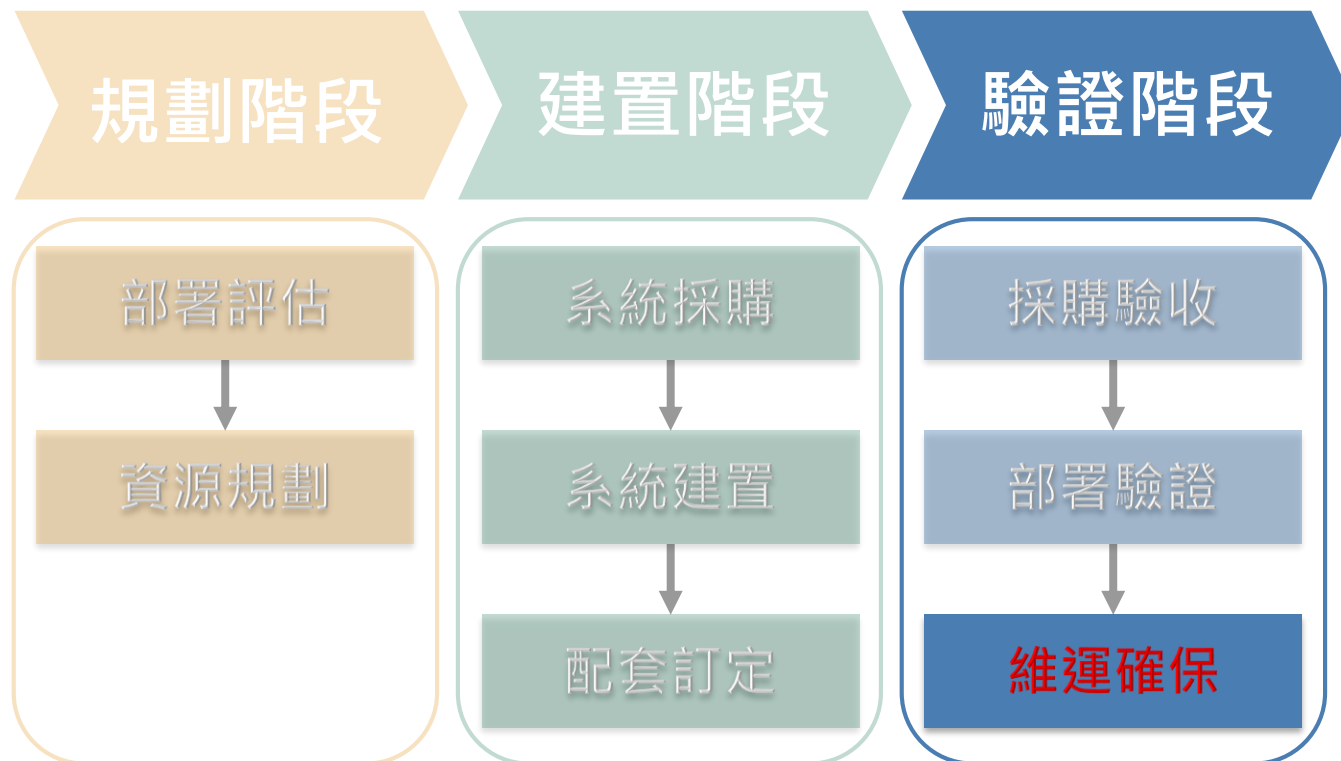 規劃階段
建置階段
驗證階段
部署評估
資源規劃
系統採購
系統建置
配套訂定
採購驗收
部署驗證
維運確保